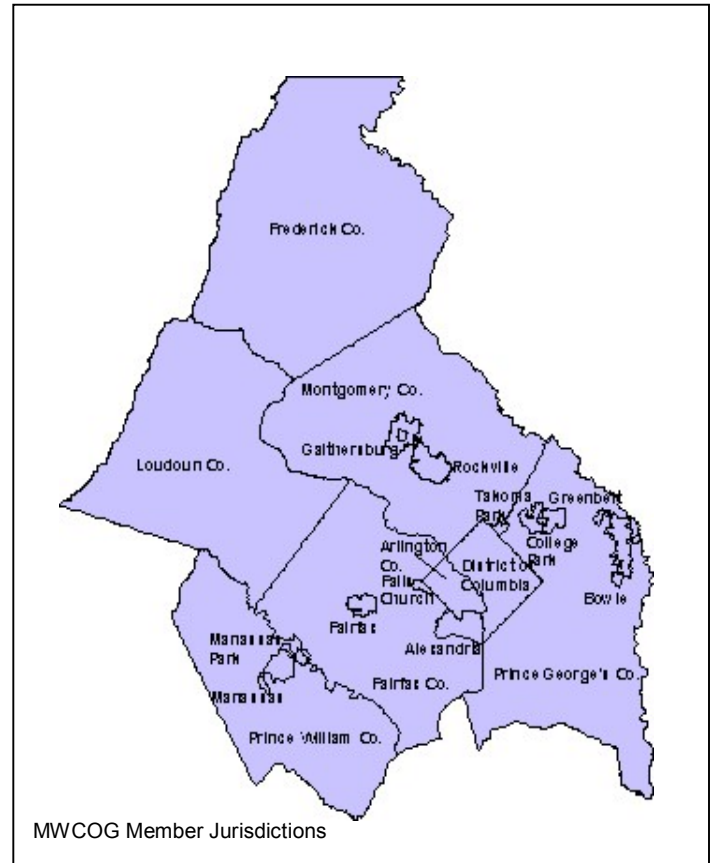 Frederick Co.
Montgomery Co.
Gaithersburg
Loudoun Co.
Rockville
Takoma
Park
Greenbelt
College
Park
Arlington
Co.
District of
Columbia
Falls
Church
Bowie
Fairfax
Alexandria
Manassas
Park
Manassas
Fairfax Co.
Prince George's Co.
Prince William Co.
MWCOG Member Jurisdictions